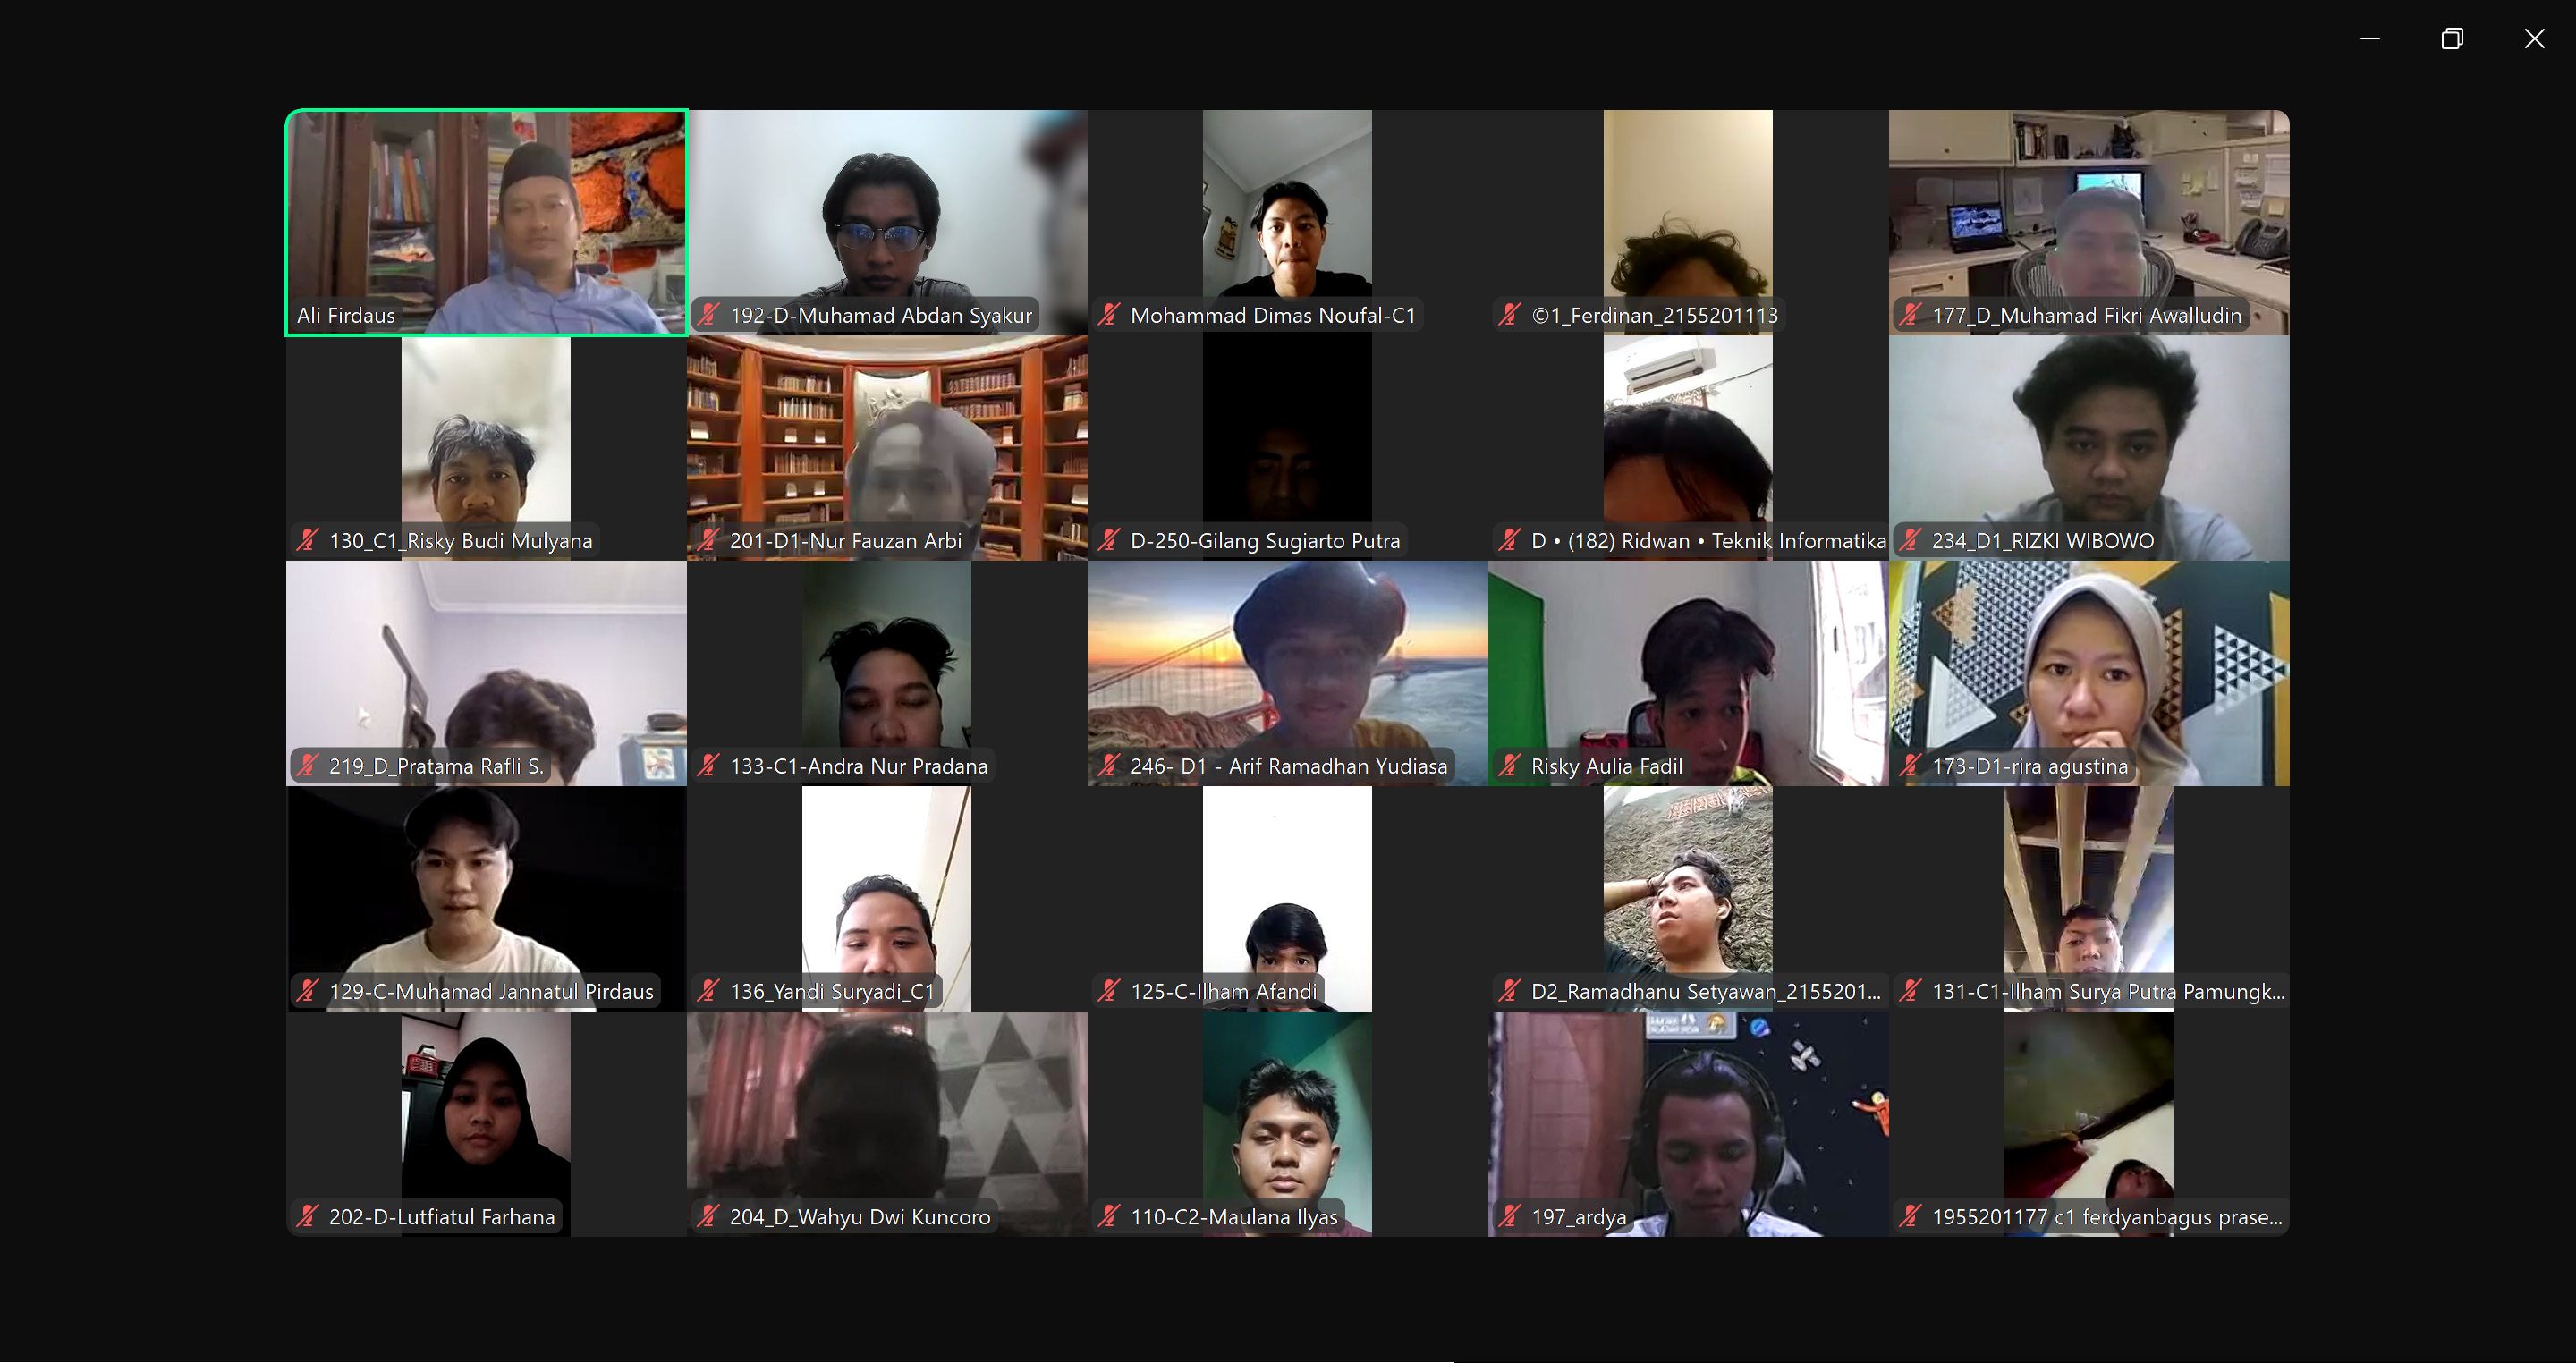 Ali Firdaus
192-D-Muhamad Abdan Syakur
Mohammad Dimas Noufal-C1
©1_Ferdinan_2155201113
177_D_Muhamad Fikri Awalludin
130_C1_Risky Budi Mulyana
201-D1-Nur Fauzan Arbi
D-250-Gilang Sugiarto Putra
D • (182) Ridwan • Teknik Informatika
234_D1_RIZKI WIBOWO
219_D_Pratama Rafli S.
133-C1-Andra Nur Pradana
246- D1 - Arif Ramadhan Yudiasa
Risky Aulia Fadil
173-D1-rira agustina
129-C-Muhamad Jannatul Pirdaus
136_Yandi Suryadi_C1
125-C-Ilham Afandi
D2_Ramadhanu Setyawan_2155201...
131-C1-Ilham Surya Putra Pamungk...
202-D-Lutfiatul Farhana
204_D_Wahyu Dwi Kuncoro
110-C2-Maulana Ilyas
197_ardya
1955201177 c1 ferdyanbagus prase...